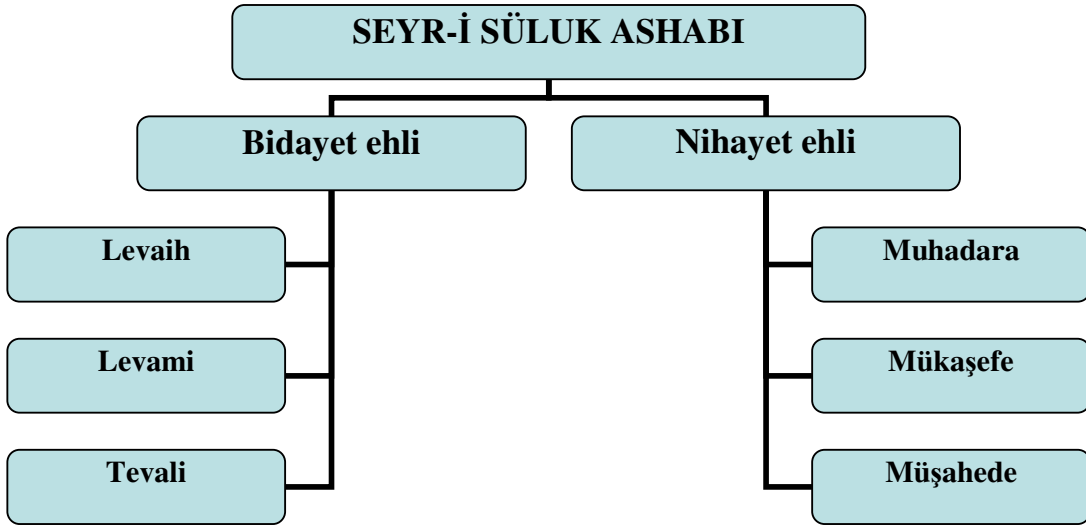 SEYR-İ SÜLUK ASHABI
Bidayet ehli
Nihayet ehli
Levaih
Muhadara
Levami
Mükaşefe
Tevali
Müşahede